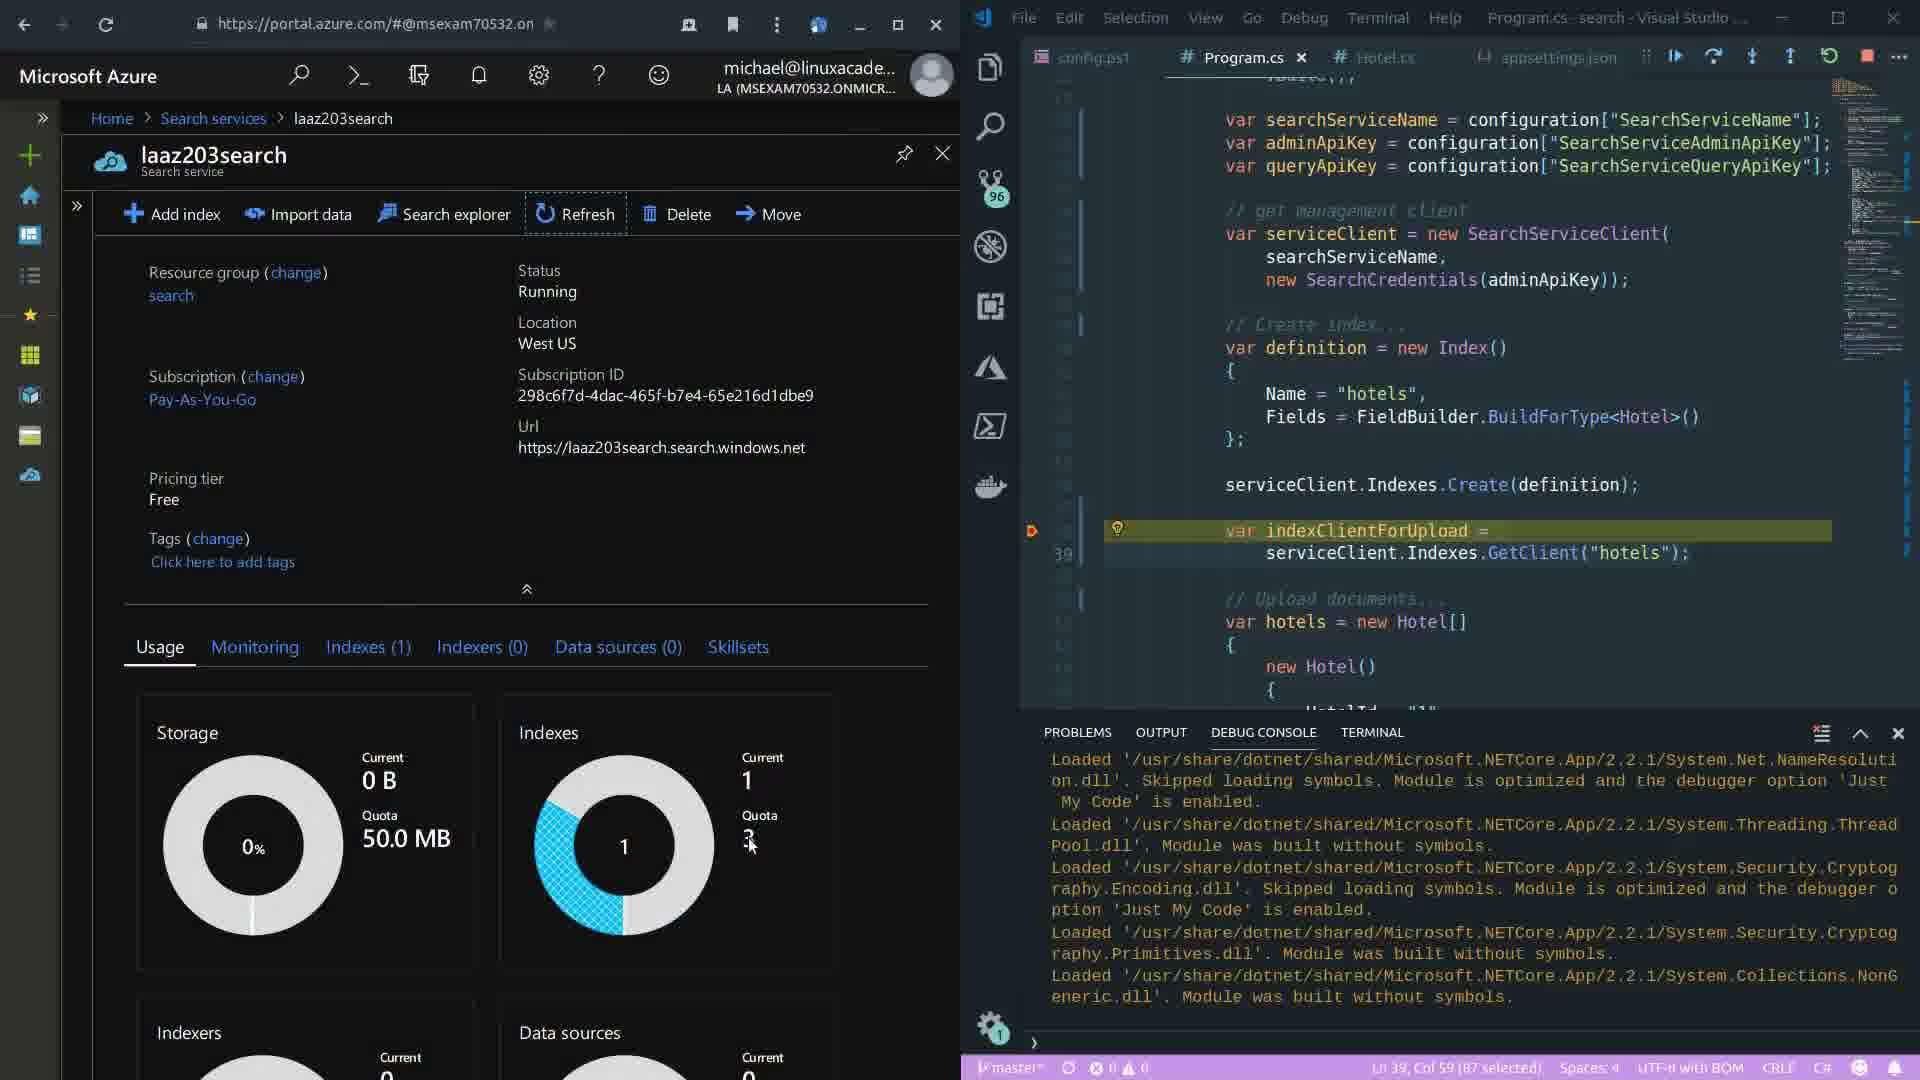 https://portal.azure.com/#@msexam70532.on
Microsoft Azure
michael@linuxacade...
LA (MSEXAM70532.ONMICR...
Home > Search services > laaz203search
laaz203search
Search service
Add index
Import data
Search explorer
Refresh
Delete
Move
Resource group (change)
search
Status
Running
Location
West US
Subscription (change)
Pay-As-You-Go
Subscription ID
298c6f7d-4dac-465f-b7e4-65e216d1dbe9
Url
https://laaz203search.search.windows.net
Pricing tier
Free
Tags (change)
Click here to add tags
Usage
Monitoring
Indexes (1)
Indexers (0)
Data sources (0)
Skillsets
Storage
Current
0 B
Quota
50.0 MB
0%
Indexes
Current
1
Quota
3
1
Indexers
Current
0
Data sources
Current
0
File Edit Selection View Go Debug Terminal Help
Program.cs - search - Visual Studio ...
config.ps1
Program.cs
Hotel.cs
appsettings.json
96
var searchServiceName = configuration["SearchServiceName"];
var adminApiKey = configuration["SearchServiceAdminApiKey"];
var queryApiKey = configuration["SearchServiceQueryApiKey"];
// get management client
var serviceClient = new SearchServiceClient(
searchServiceName,
new SearchCredentials(adminApiKey));
// Create index...
var definition = new Index()
{
Name = "hotels",
Fields = FieldBuilder.BuildForType<Hotel>()
};
serviceClient.Indexes.Create(definition);
var indexClientForUpload =
39 serviceClient.Indexes.GetClient("hotels");
// Upload documents...
var hotels = new Hotel[]
{
new Hotel()
{
PROBLEMS OUTPUT DEBUG CONSOLE TERMINAL
Loaded '/usr/share/dotnet/shared/Microsoft.NETCore.App/2.2.1/System.Net.NameResoluti
on.dll'. Skipped loading symbols. Module is optimized and the debugger option 'Just
My Code' is enabled.
Loaded '/usr/share/dotnet/shared/Microsoft.NETCore.App/2.2.1/System.Threading.Thread
Pool.dll'. Module was built without symbols.
Loaded '/usr/share/dotnet/shared/Microsoft.NETCore.App/2.2.1/System.Security.Cryptog
raphy.Encoding.dll'. Skipped loading symbols. Module is optimized and the debugger o
ption 'Just My Code' is enabled.
Loaded '/usr/share/dotnet/shared/Microsoft.NETCore.App/2.2.1/System.Security.Cryptog
raphy.Primitives.dll'. Module was built without symbols.
Loaded '/usr/share/dotnet/shared/Microsoft.NETCore.App/2.2.1/System.Collections.NonG
eneric.dll'. Module was built without symbols.
1
master* 0 0 Ln 39, Col 59 (87 selected) Spaces: 4 UTF-8 with BOM CRLF C#